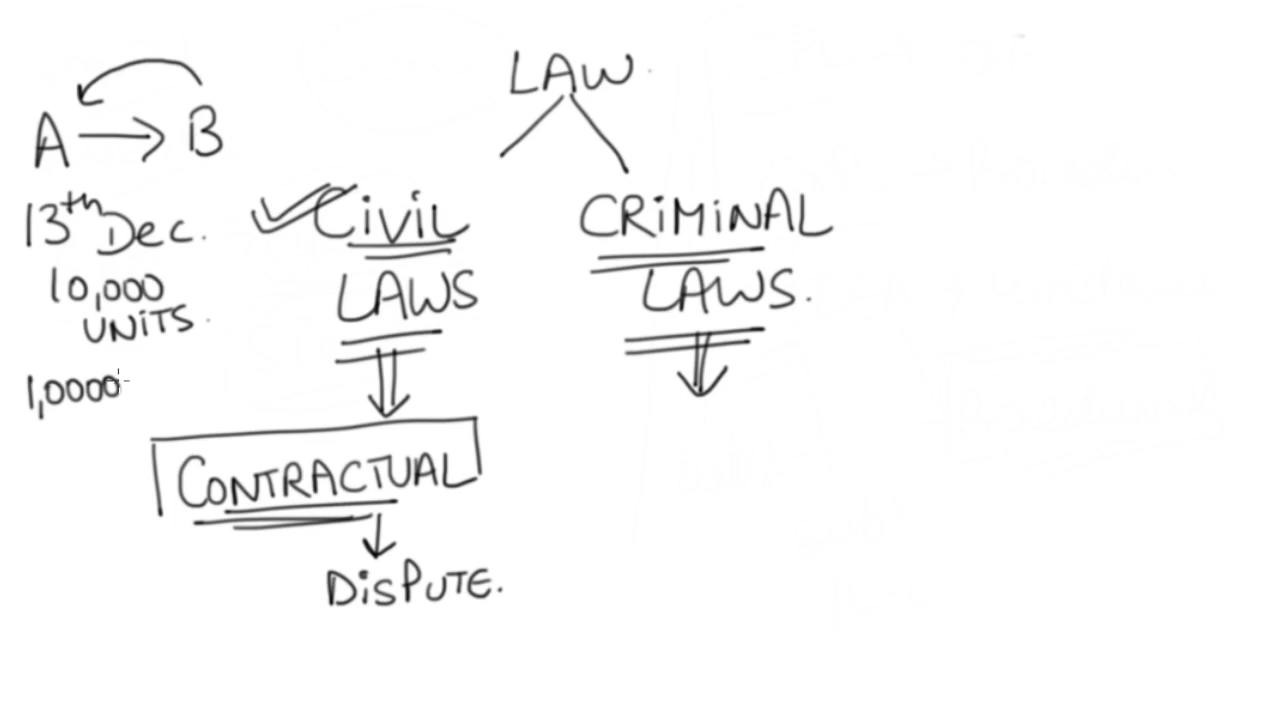 LAW
A → B
13th Dec.
10,000
UNITS.
1,0000
CiViL
LAWS
CRiMiNAL
LAWS.
CONTRACTUAL
DisPUTE.